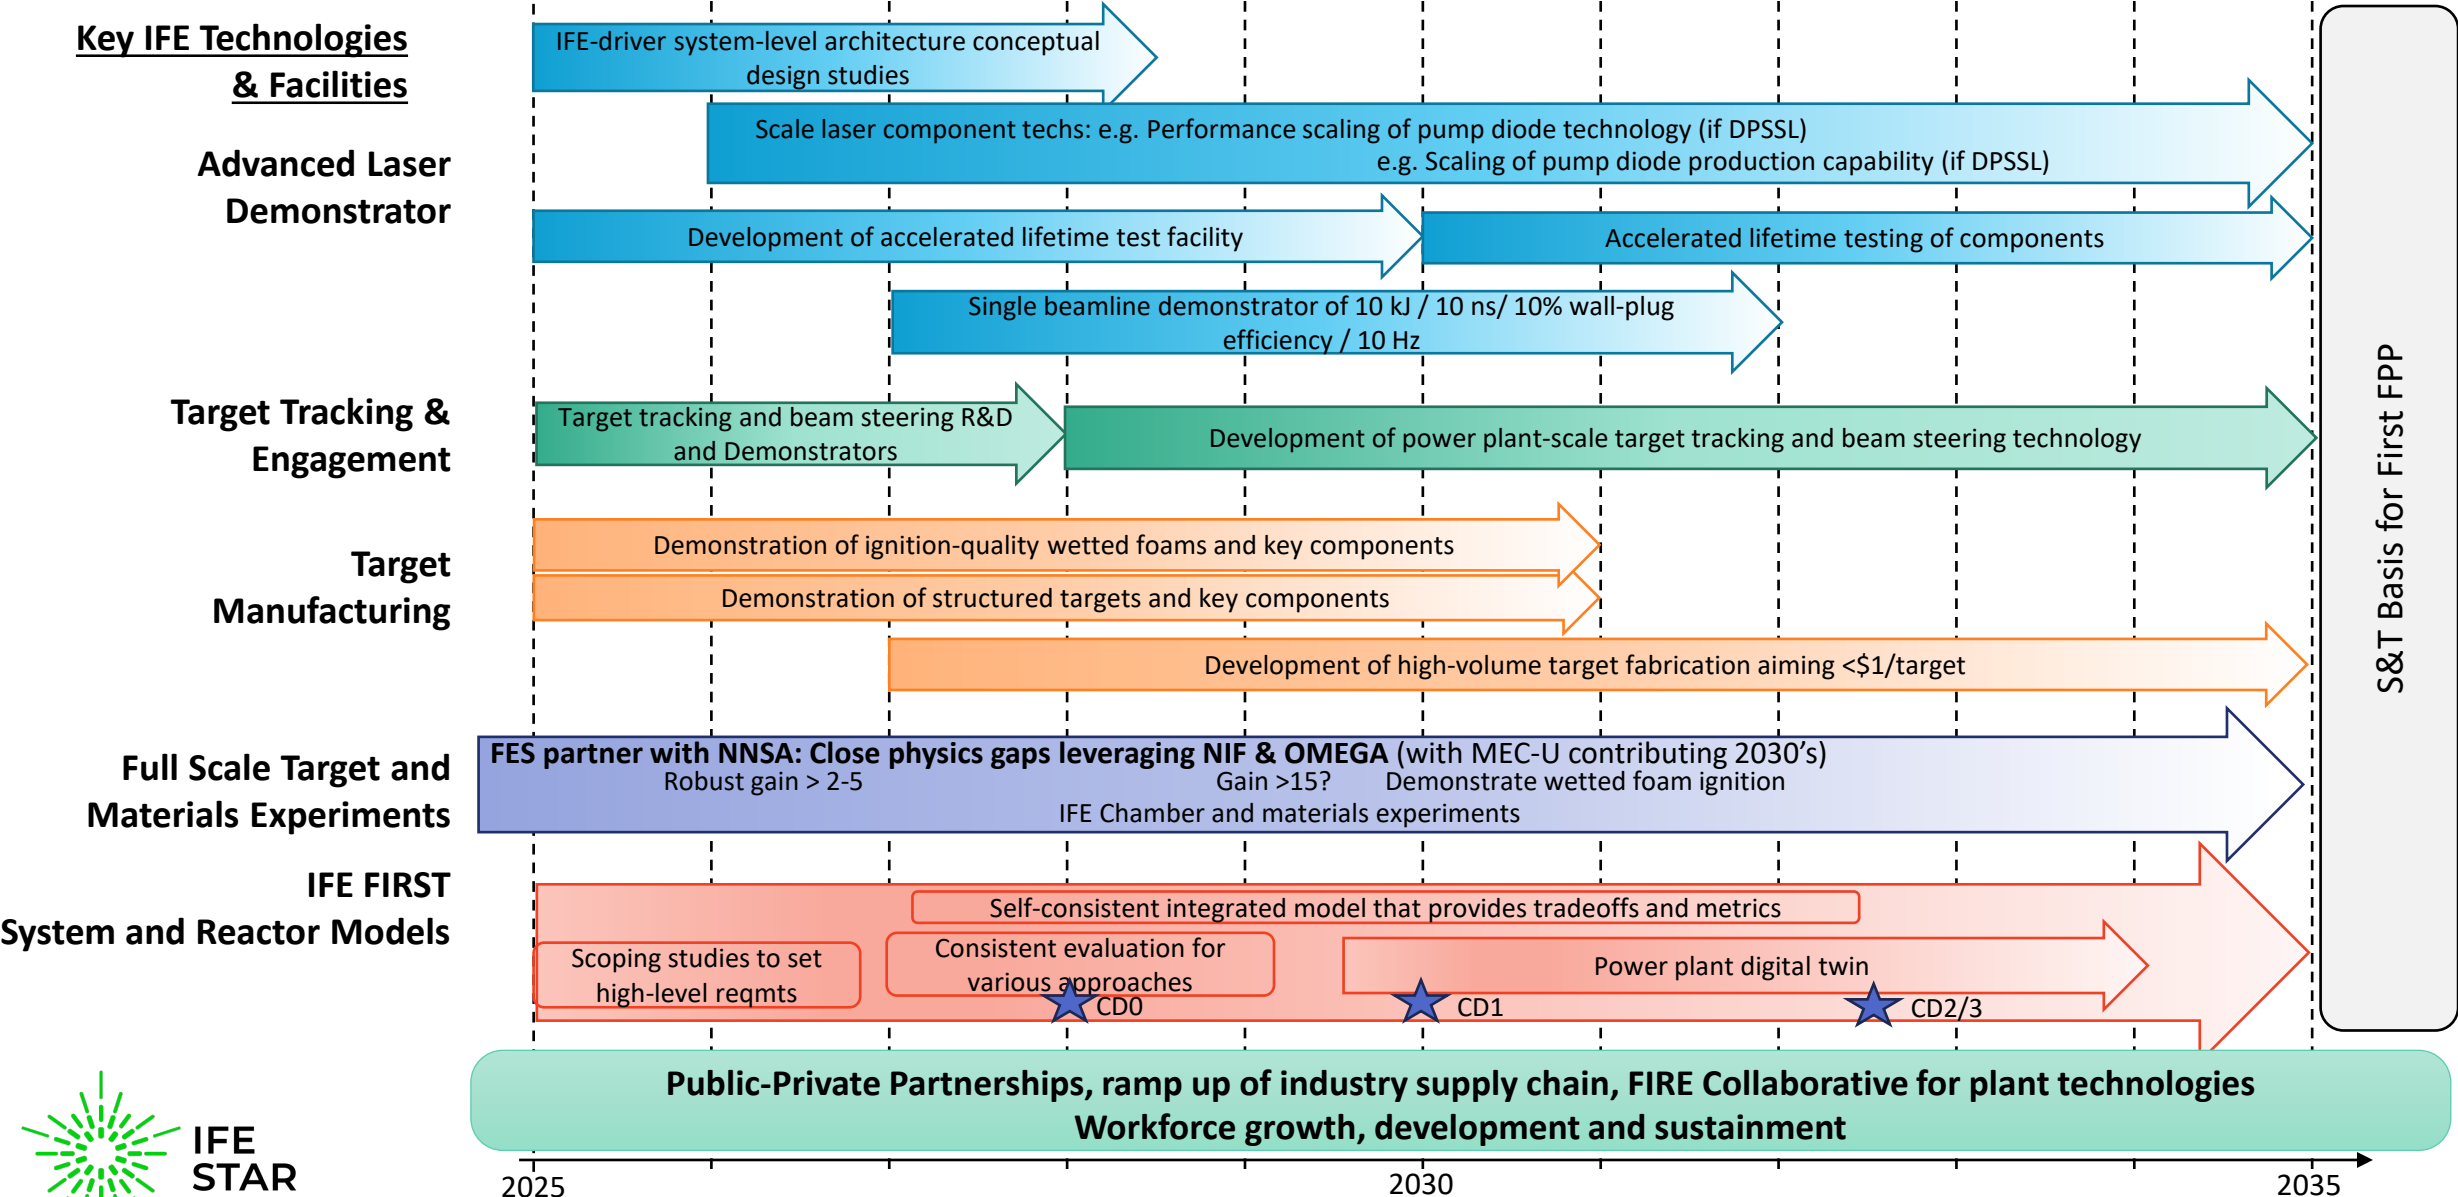 Key IFE Technologies
& Facilities
IFE-driver system-level architecture conceptual
design studies
Advanced Laser
Demonstrator
Scale laser component techs: e.g. Performance scaling of pump diode technology (if DPSSL)
e.g. Scaling of pump diode production capability (if DPSSL)
Development of accelerated lifetime test facility
Accelerated lifetime testing of components
Single beamline demonstrator of 10 kJ / 10 ns/ 10% wall-plug
efficiency / 10 Hz
Target Tracking &
Engagement
Target tracking and beam steering R&D
and Demonstrators
Development of power plant-scale target tracking and beam steering technology
Target
Manufacturing
Demonstration of ignition-quality wetted foams and key components
Demonstration of structured targets and key components
Development of high-volume target fabrication aiming <$1/target
Full Scale Target and
Materials Experiments
FES partner with NNSA: Close physics gaps leveraging NIF & OMEGA (with MEC-U contributing 2030's)
Robust gain > 2-5 Gain >15? Demonstrate wetted foam ignition
IFE Chamber and materials experiments
IFE FIRST
System and Reactor Models
Self-consistent integrated model that provides tradeoffs and metrics
Scoping studies to set
high-level reqmts
Consistent evaluation for
various approaches
Power plant digital twin
CD0
CD1
CD2/3
S&T Basis for First FPP
Public-Private Partnerships, ramp up of industry supply chain, FIRE Collaborative for plant technologies
Workforce growth, development and sustainment
IFE
STAR
2025
2030
2035